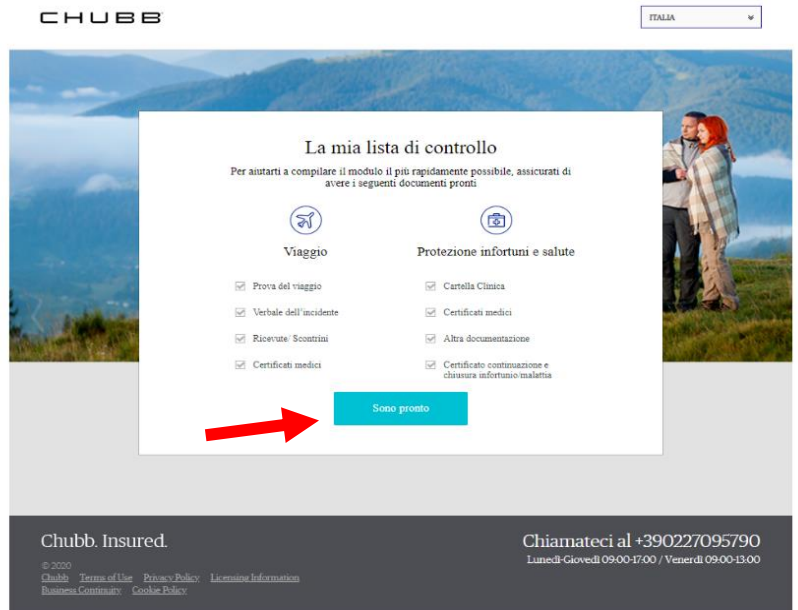 CHUBB
ITALIA
La mia lista di controllo
Per aiutarti a compilare il modulo il più rapidamente possibile, assicurati di
avere i seguenti documenti pronti
Viaggio
Prova del viaggio
Verbale dell'incidente
Ricevute/ Scontrini
Certificati medici
Protezione infortuni e salute
Cartella Clinica
Certificati medici
Altra documentazione
Certificato continuazione e
chiusura infortunio/malattia
Sono pronto
Chubb. Insured.
© 2020
Chubb Terms of Use Privacy Policy Licensing Information
Business Continuity Cookie Policy
Chiamateci al +390227095790
Lunedì-Giovedì 09:00-17:00 / Venerdì 09:00-13:00